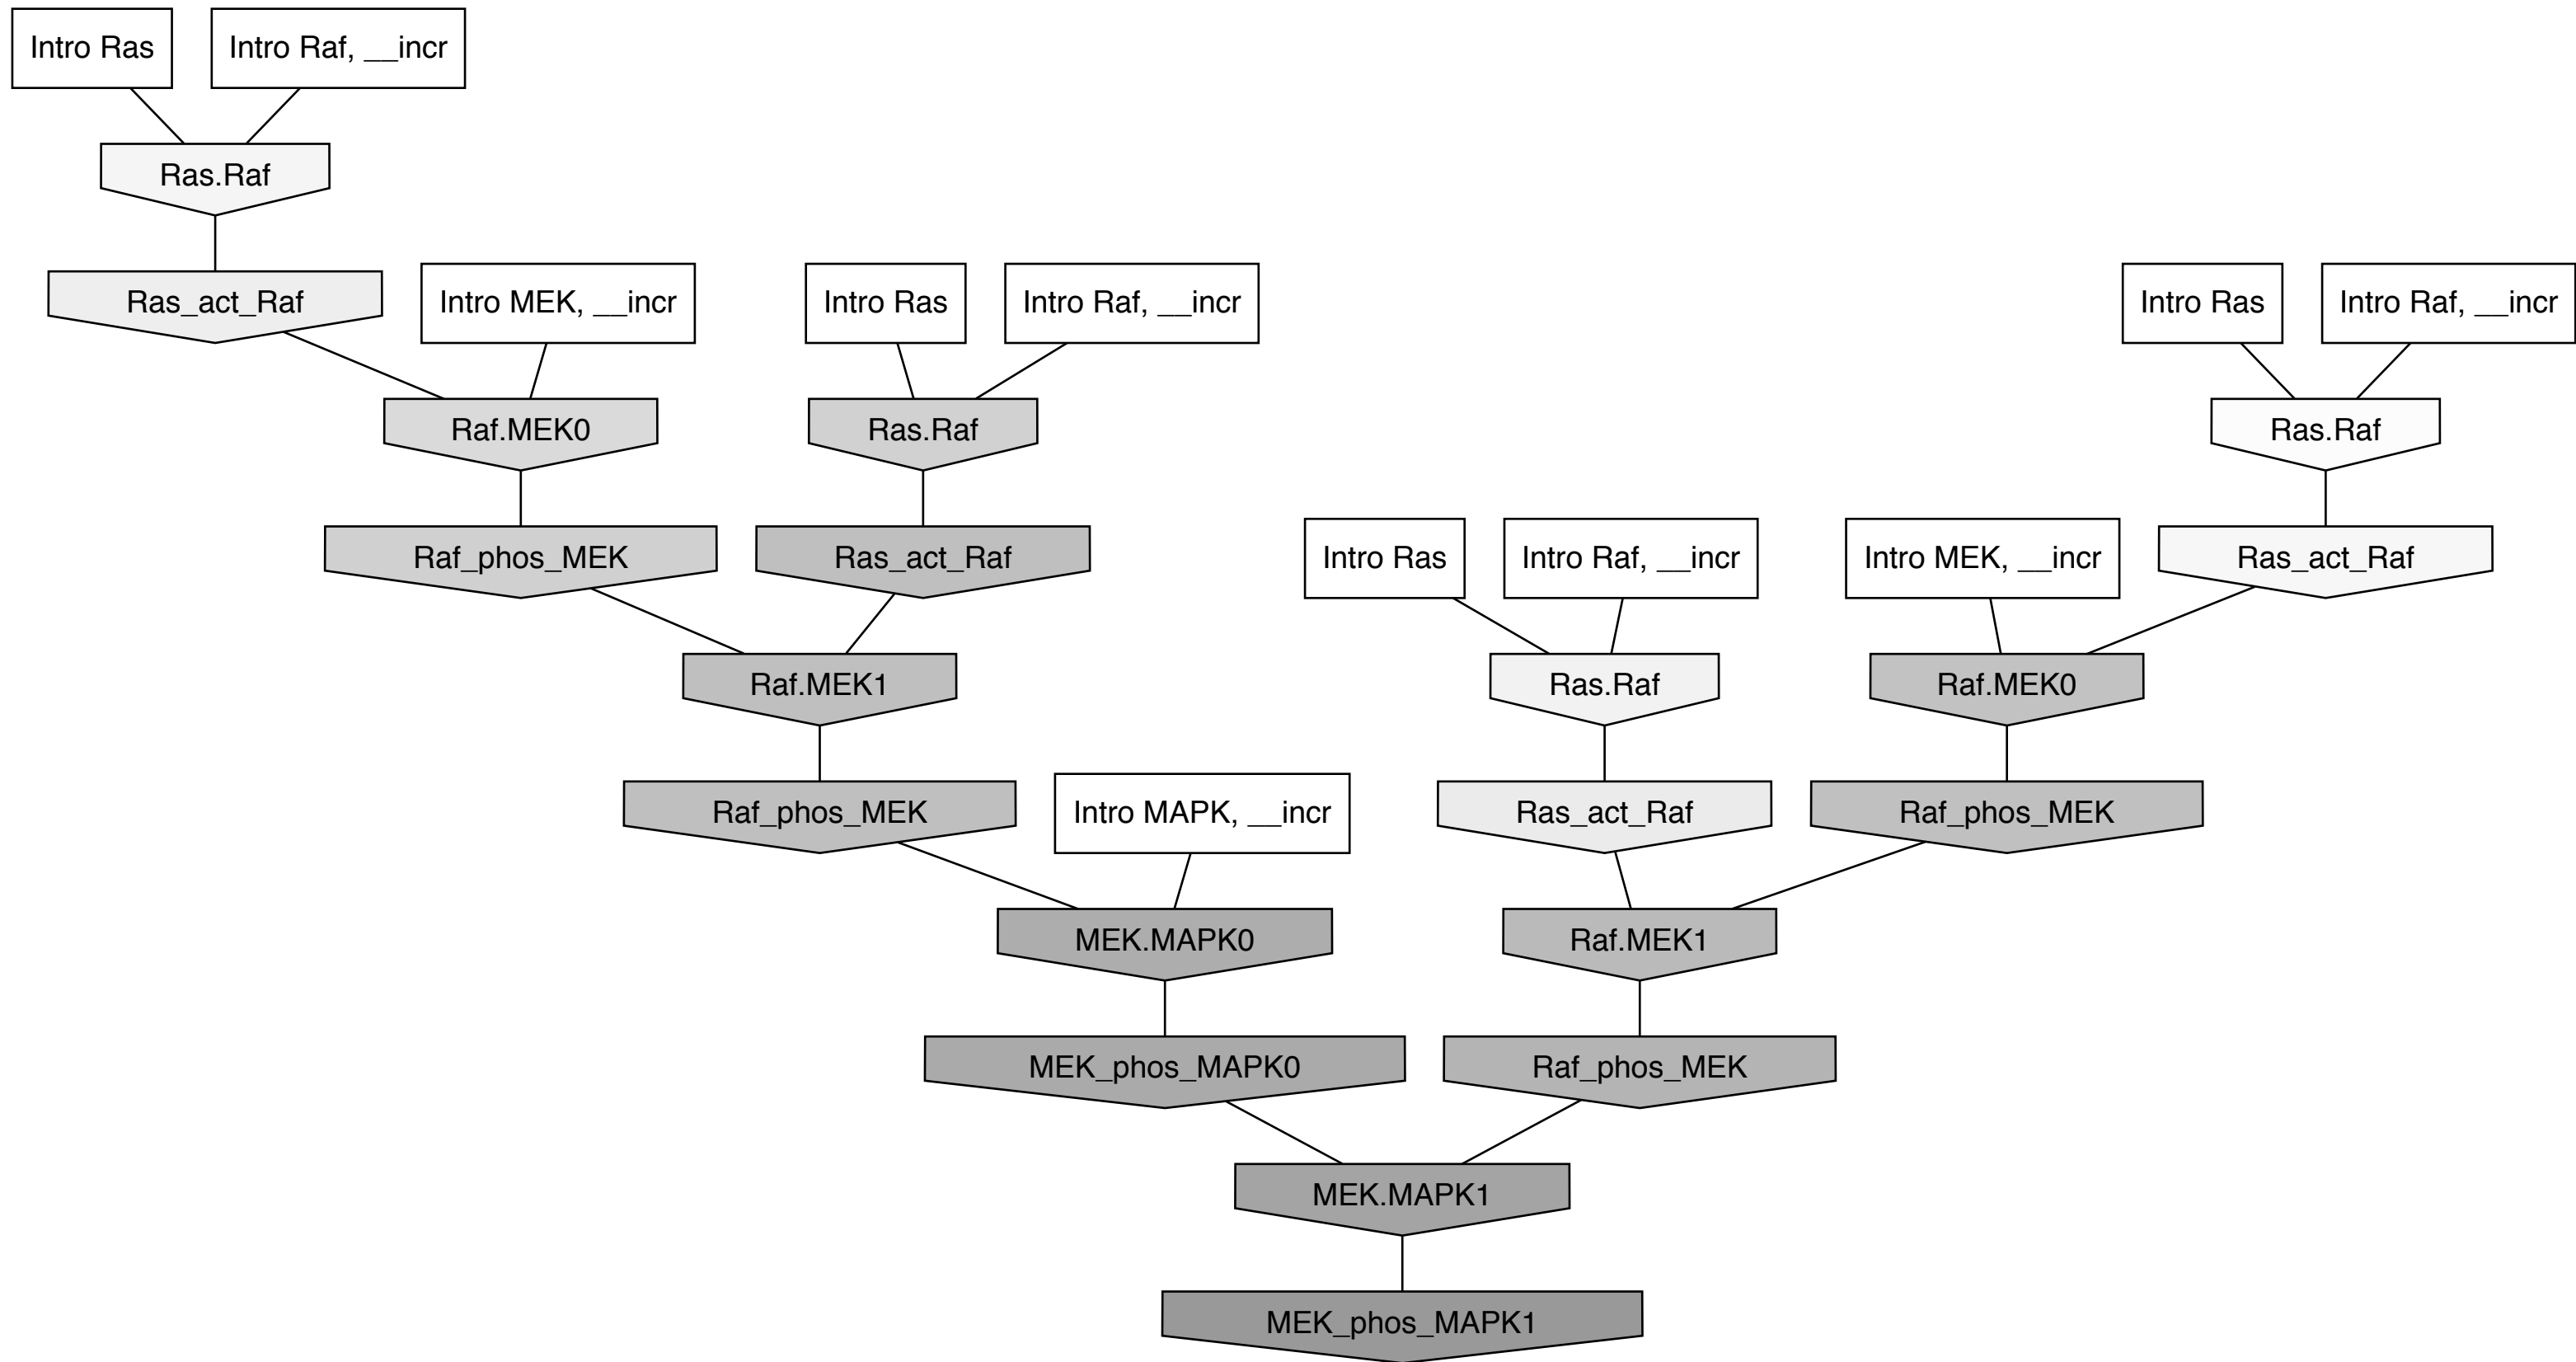 Intro Ras
Intro Raf, __incr
Ras.Raf
Ras_act_Raf
Intro MEK, __incr
Intro Ras
Intro Raf, __incr
Intro Ras
Intro Raf, __incr
Raf.MEK0
Ras.Raf
Ras.Raf
Raf_phos_MEK
Ras_act_Raf
Intro Ras
Intro Raf, __incr
Intro MEK, __incr
Ras_act_Raf
Raf.MEK1
Ras.Raf
Raf.MEK0
Raf_phos_MEK
Intro MAPK, __incr
Ras_act_Raf
Raf_phos_MEK
MEK.MAPK0
Raf.MEK1
MEK_phos_MAPK0
Raf_phos_MEK
MEK.MAPK1
MEK_phos_MAPK1